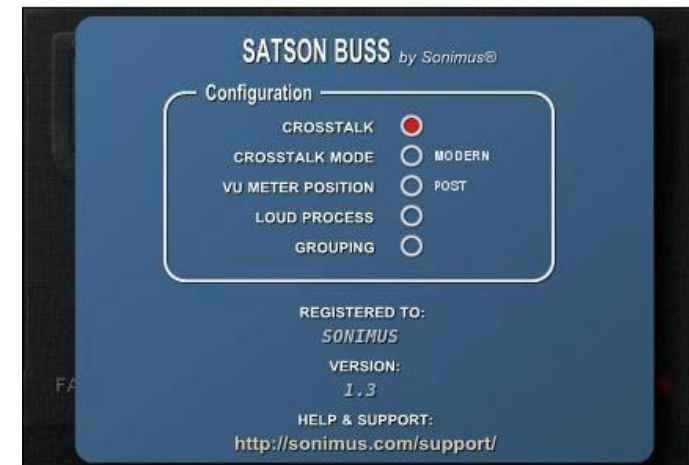 SATSON BUSS by Sonimus®
Configuration
CROSSTALK
CROSSTALK MODE MODERN
VU METER POSITION POST
LOUD PROCESS
GROUPING
REGISTERED TO:
SONIMUS
VERSION:
1.3
HELP & SUPPORT:
http://sonimus.com/support/
FA